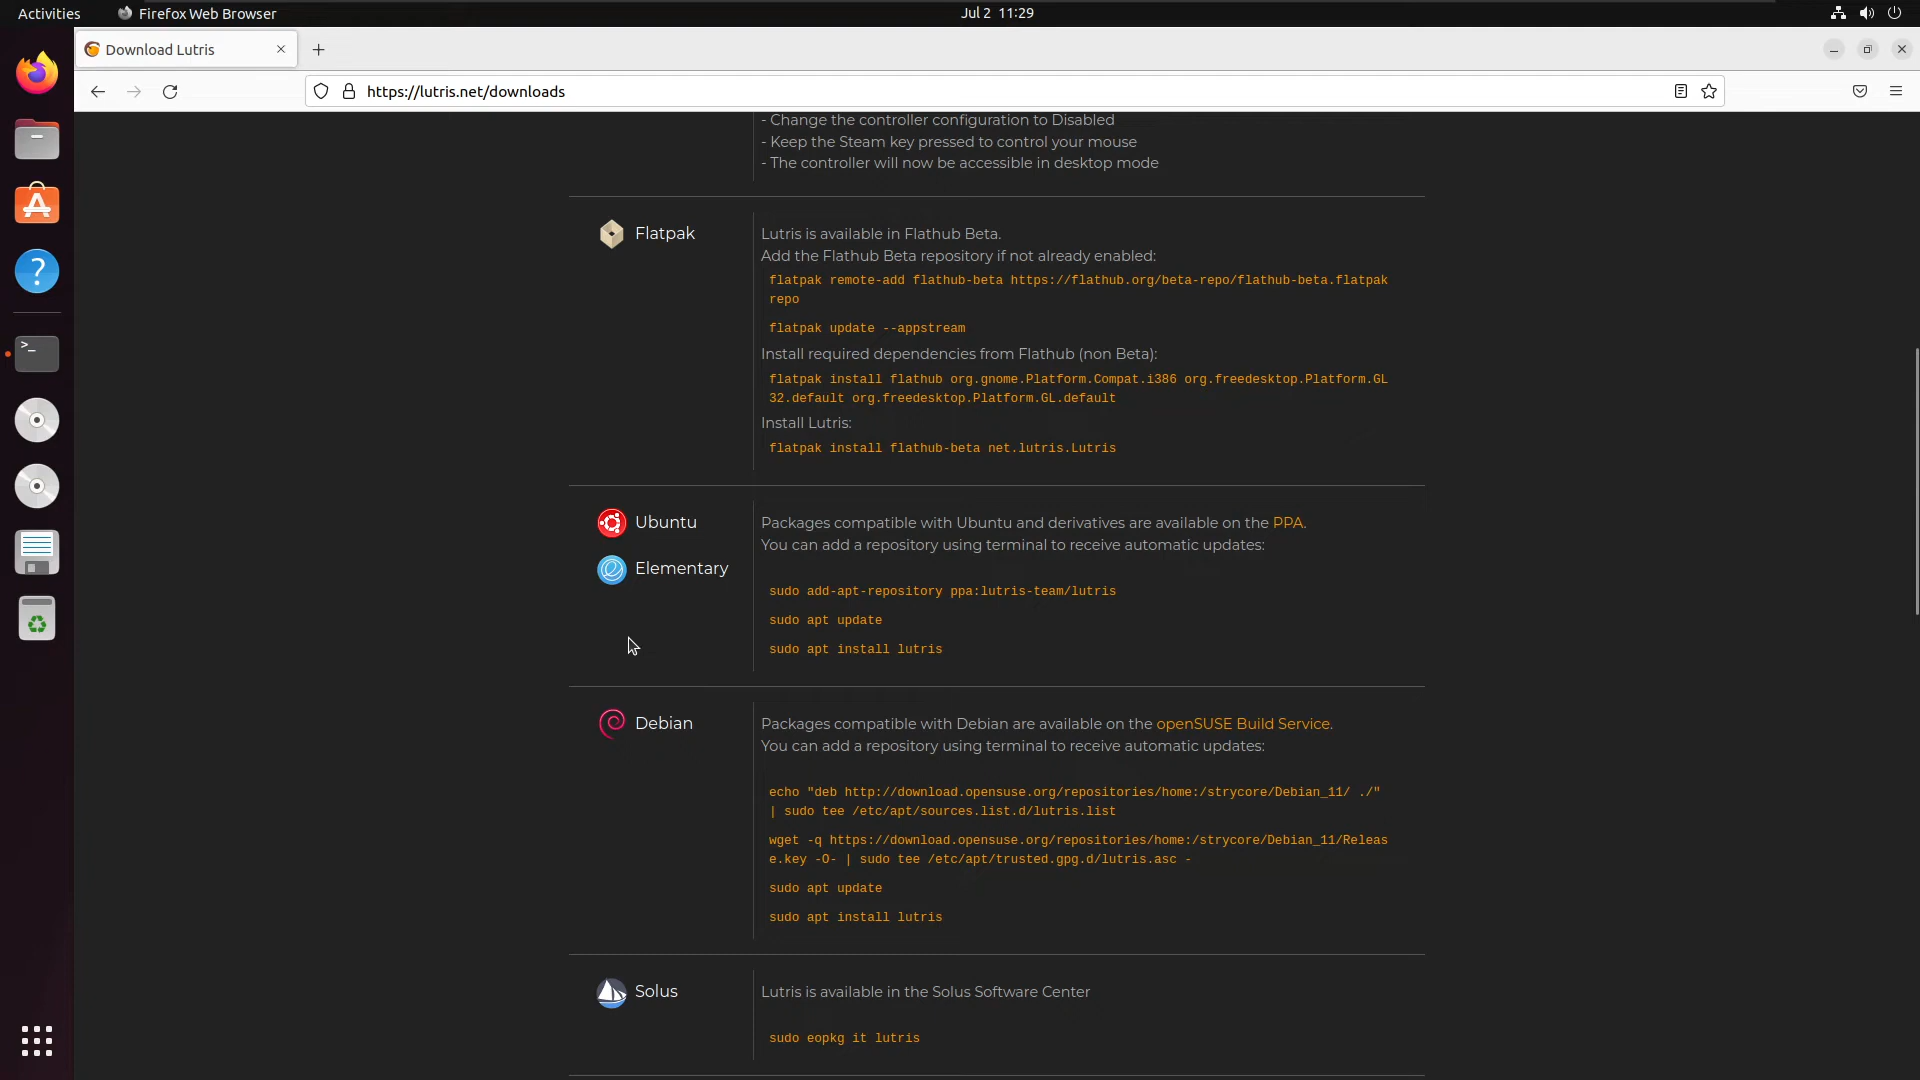 Activities
Firefox Web Browser
Jul 2 11:29
Download Lutris
https://lutris.net/downloads
- Change the controller configuration to Disabled
- Keep the Steam key pressed to control your mouse
- The controller will now be accessible in desktop mode
Flatpak
Lutris is available in Flathub Beta.
Add the Flathub Beta repository if not already enabled:
flatpak remote-add flathub-beta https://flathub.org/beta-repo/flathub-beta.flatpak
repo
flatpak update --appstream
Install required dependencies from Flathub (non Beta):
flatpak install flathub org.gnome.Platform.Compat.i386 org.freedesktop.Platform.GL
32.default org.freedesktop.Platform.GL.default
Install Lutris:
flatpak install flathub-beta net.lutris.Lutris
Ubuntu
Elementary
Packages compatible with Ubuntu and derivatives are available on the PPA.
You can add a repository using terminal to receive automatic updates:
sudo add-apt-repository ppa:lutris-team/lutris
sudo apt update
sudo apt install lutris
Debian
Packages compatible with Debian are available on the openSUSE Build Service.
You can add a repository using terminal to receive automatic updates:
echo "deb http://download.opensuse.org/repositories/home:/strycore/Debian_11/ ./"
| sudo tee /etc/apt/sources.list.d/lutris.list
wget -q https://download.opensuse.org/repositories/home:/strycore/Debian_11/Releas
e.key -O- | sudo tee /etc/apt/trusted.gpg.d/lutris.asc -
sudo apt update
sudo apt install lutris
Solus
Lutris is available in the Solus Software Center
sudo eopkg it lutris